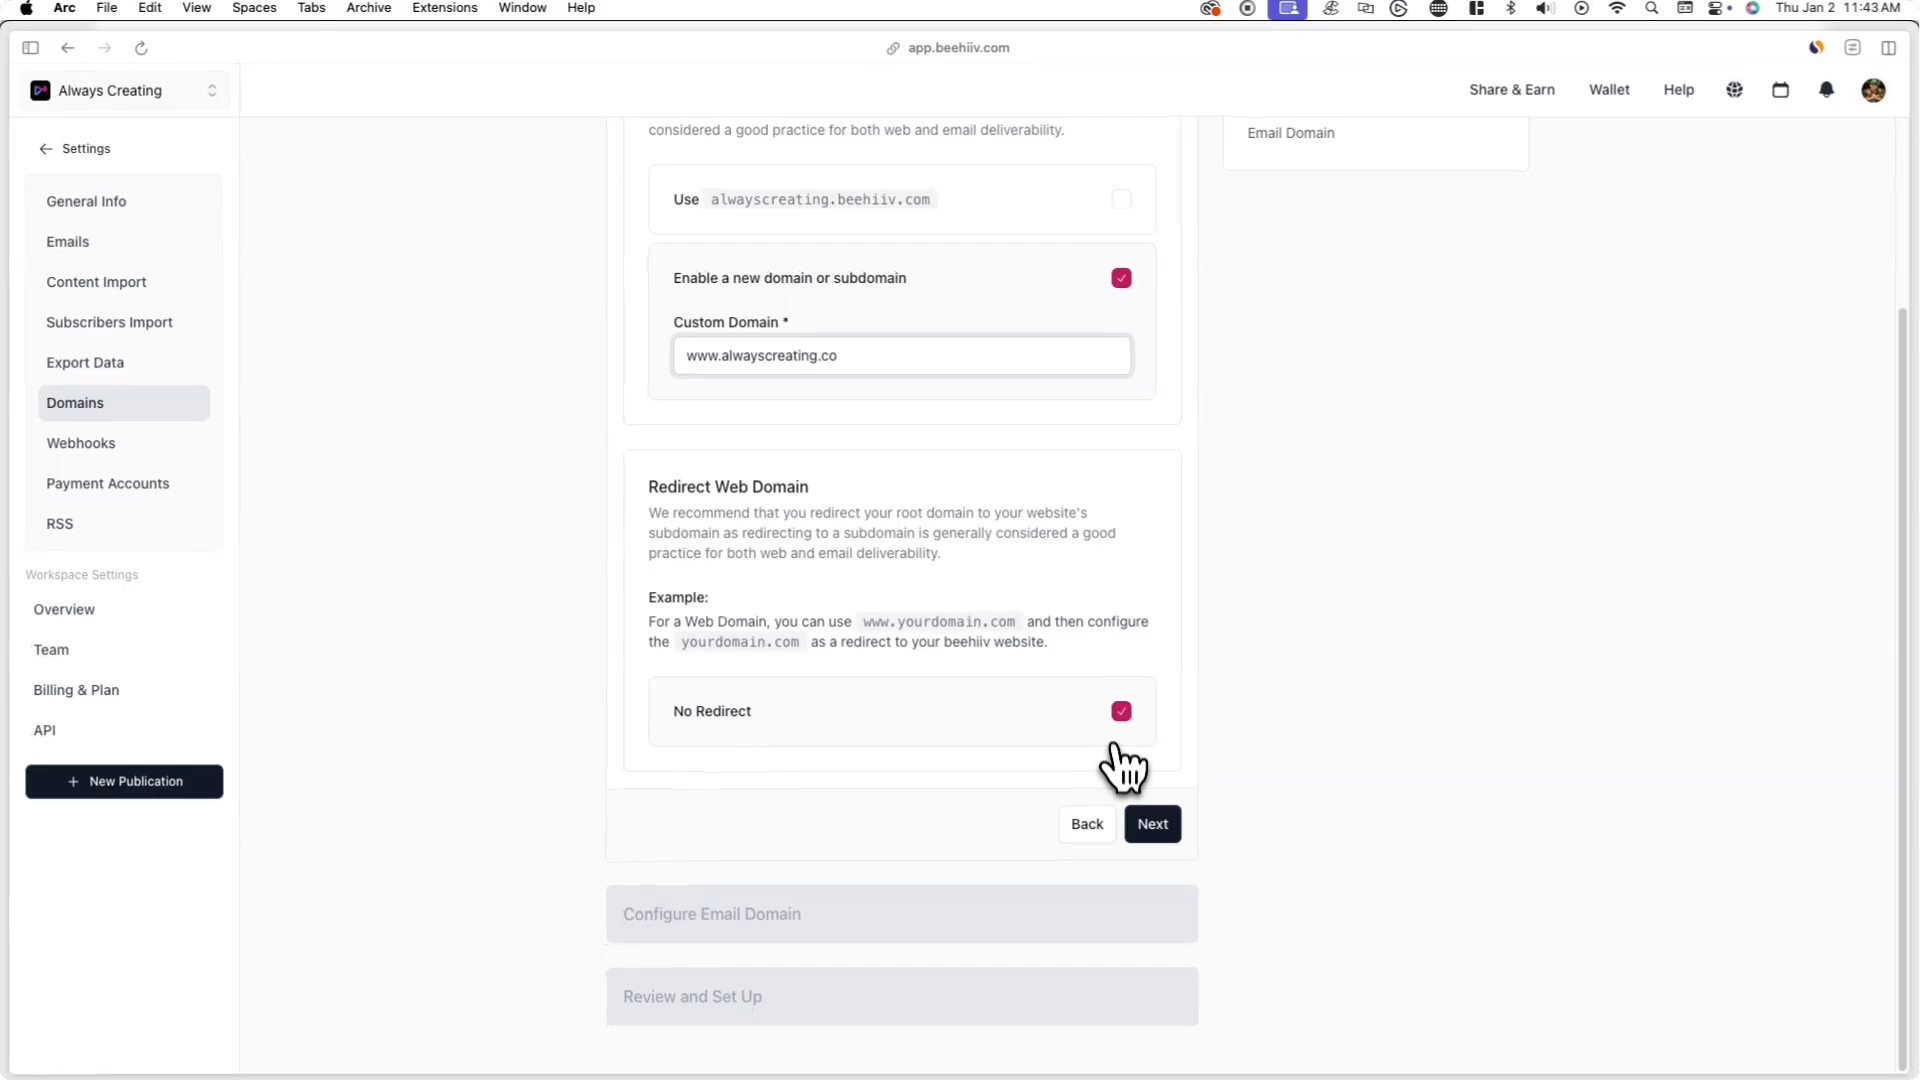 Arc File Edit View Spaces Tabs Archive Extensions Window Help Thu Jan 2 11:43 AM
app.beehiiv.com
Always Creating
Share & Earn Wallet Help
Settings
General Info
Emails
Content Import
Subscribers Import
Export Data
Domains
Webhooks
Payment Accounts
RSS
Workspace Settings
Overview
Team
Billing & Plan
API
+ New Publication
considered a good practice for both web and email deliverability.
Use alwayscreating.beehiiv.com
Enable a new domain or subdomain
Custom Domain *
www.alwayscreating.co
Redirect Web Domain
We recommend that you redirect your root domain to your website's
subdomain as redirecting to a subdomain is generally considered a good
practice for both web and email deliverability.
Example:
For a Web Domain, you can use www.yourdomain.com and then configure
the yourdomain.com as a redirect to your beehiiv website.
No Redirect
Back Next
Configure Email Domain
Review and Set Up
Email Domain